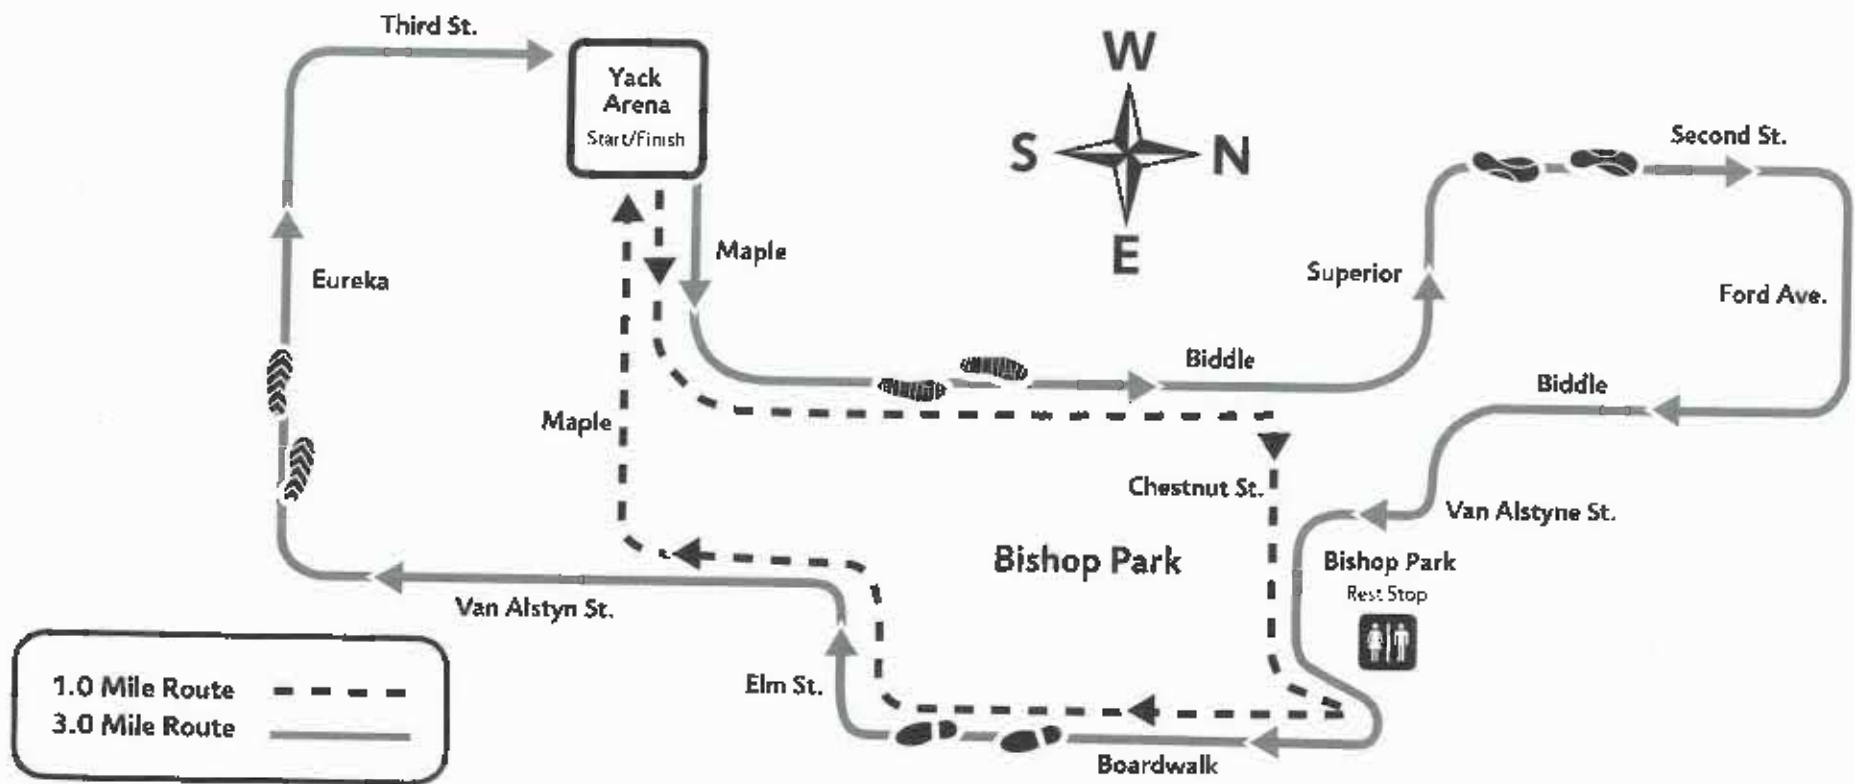 Third St.
Yack
Arena
Start/Finish
W
S
N
E
Second St.
Maple
Eureka
Superior
Ford Ave.
Biddle
Biddle
Maple
Chestnut St.
Van Alstyne St.
Bishop Park
Bishop Park
Rest Stop
Van Alstyn St.
Elm St.
Boardwalk
1.0 Mile Route
3.0 Mile Route